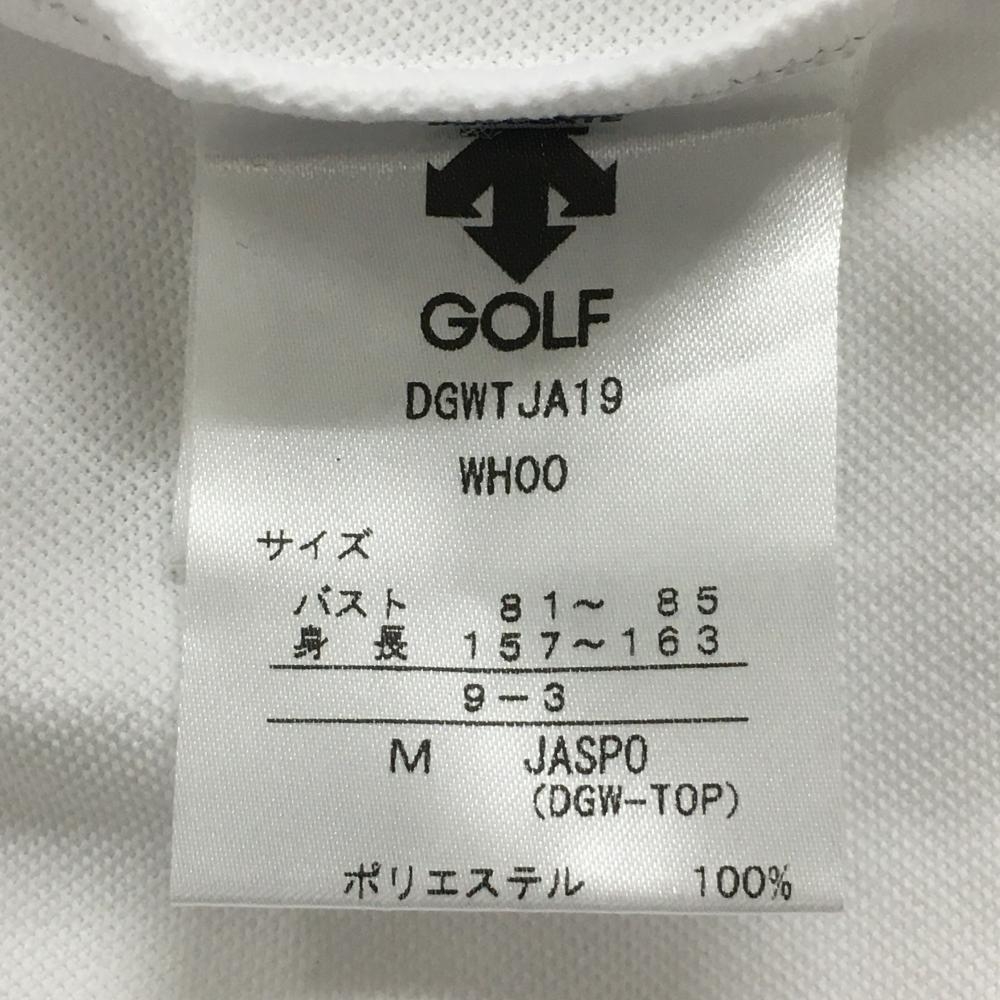 GOLF
DGWTJA19
WH00
サイズ
バスト 81～ 85
身 長 157～163
9－3
M JASPO
(DGW-TOP)
ポリエステル 100%